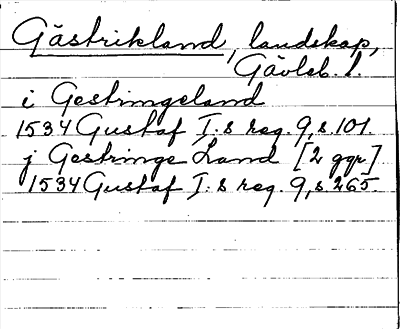 Gästrikland, landskap,
Gävleb. l.
i Gestringeland
1534 Gustaf I:s reg. 9, s. 101.
j Gestringe Land [2 ggr]
1534 Gustaf I:s reg. 9, s. 265.